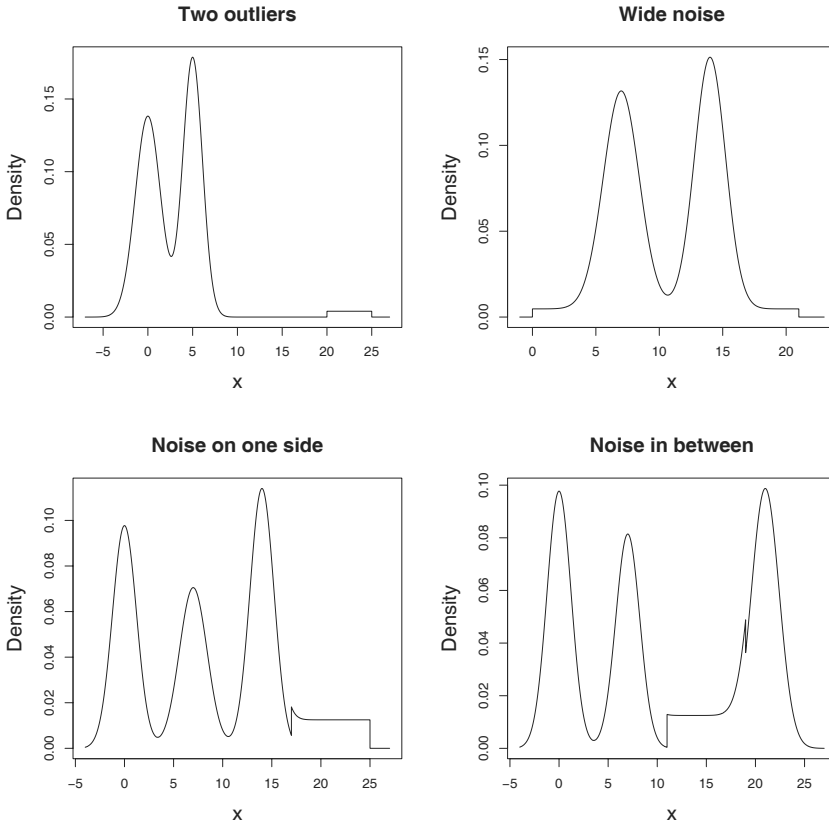 Two outliers
Density
0.00 0.05 0.10 0.15
−5 0 5 10 15 20 25
x
Wide noise
Density
0.00 0.05 0.10 0.15
0 5 10 15 20
x
Noise on one side
Density
0.00 0.02 0.04 0.06 0.08 0.10
−5 0 5 10 15 20 25
x
Noise in between
Density
0.00 0.02 0.04 0.06 0.08 0.10
−5 0 5 10 15 20 25
x